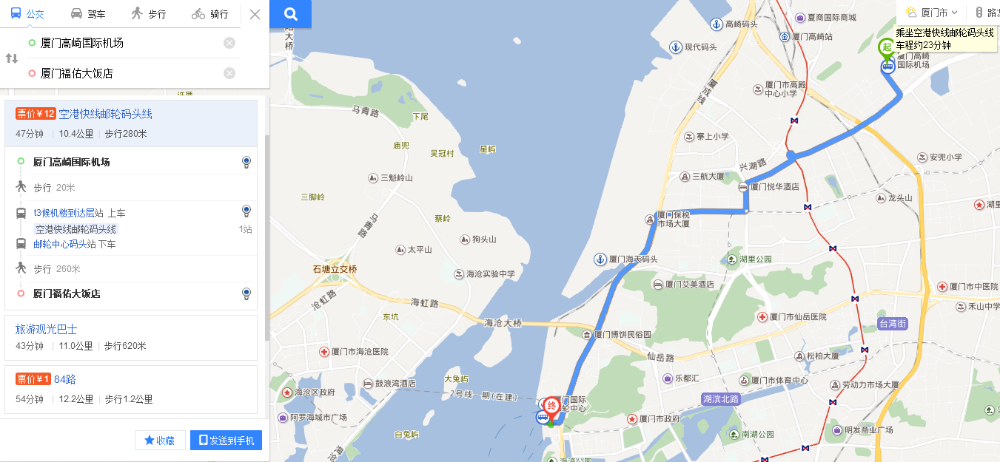 公交
驾车
步行
骑行
厦门高崎国际机场
厦门福佑大饭店
票价¥12 空港快线邮轮码头线
47分钟 | 10.4公里 | 步行280米
厦门高崎国际机场
步行 20米
t3候机楼到达层站 上车
空港快线邮轮码头线 1站
邮轮中心码头站 下车
步行 260米
厦门福佑大饭店
旅游观光巴士
43分钟 | 11.0公里 | 步行620米
票价¥1 84路
54分钟 | 12.2公里 | 步行1.2公里
收藏
发送到手机
厦门市
乘坐空港快线邮轮码头线
车程约23分钟
起
厦门高崎
国际机场
夏商国际商城
高崎码头
厦门高崎站
现代码头
厦成线
厦门市高殿
中心小学
大桥
马青路
下尾
庙兜
吴冠村
星屿
寨上小学
三魁岭山
三航大厦
兴湖路
安兜小学
厦门悦华酒店
三脚岭
龙头山
厦门保税
市场大厦
马青路
蔡岭
狗头山
太平山
厦门海天码头
湖里公园
石塘立交桥
海沧实验中学
厦门艾美酒店
厦门市中医院
沧虹路
海虹路
禾山中学
东坑
海沧大桥
厦门市仙岳医院
台湾街
厦门博饼民俗园
厦门市海沧医院
仙岳路
松柏大厦
大兔屿
鼓浪湾酒店
乐都汇
厦门市体育中心
劳动力市场大厦
海沧区政府
2号线一期(在建)
湖滨北路
门国际
轮中心
终
阿罗海城市广场
厦门市政府
白兔屿
南湖公园
明发商业广场
海湾公园